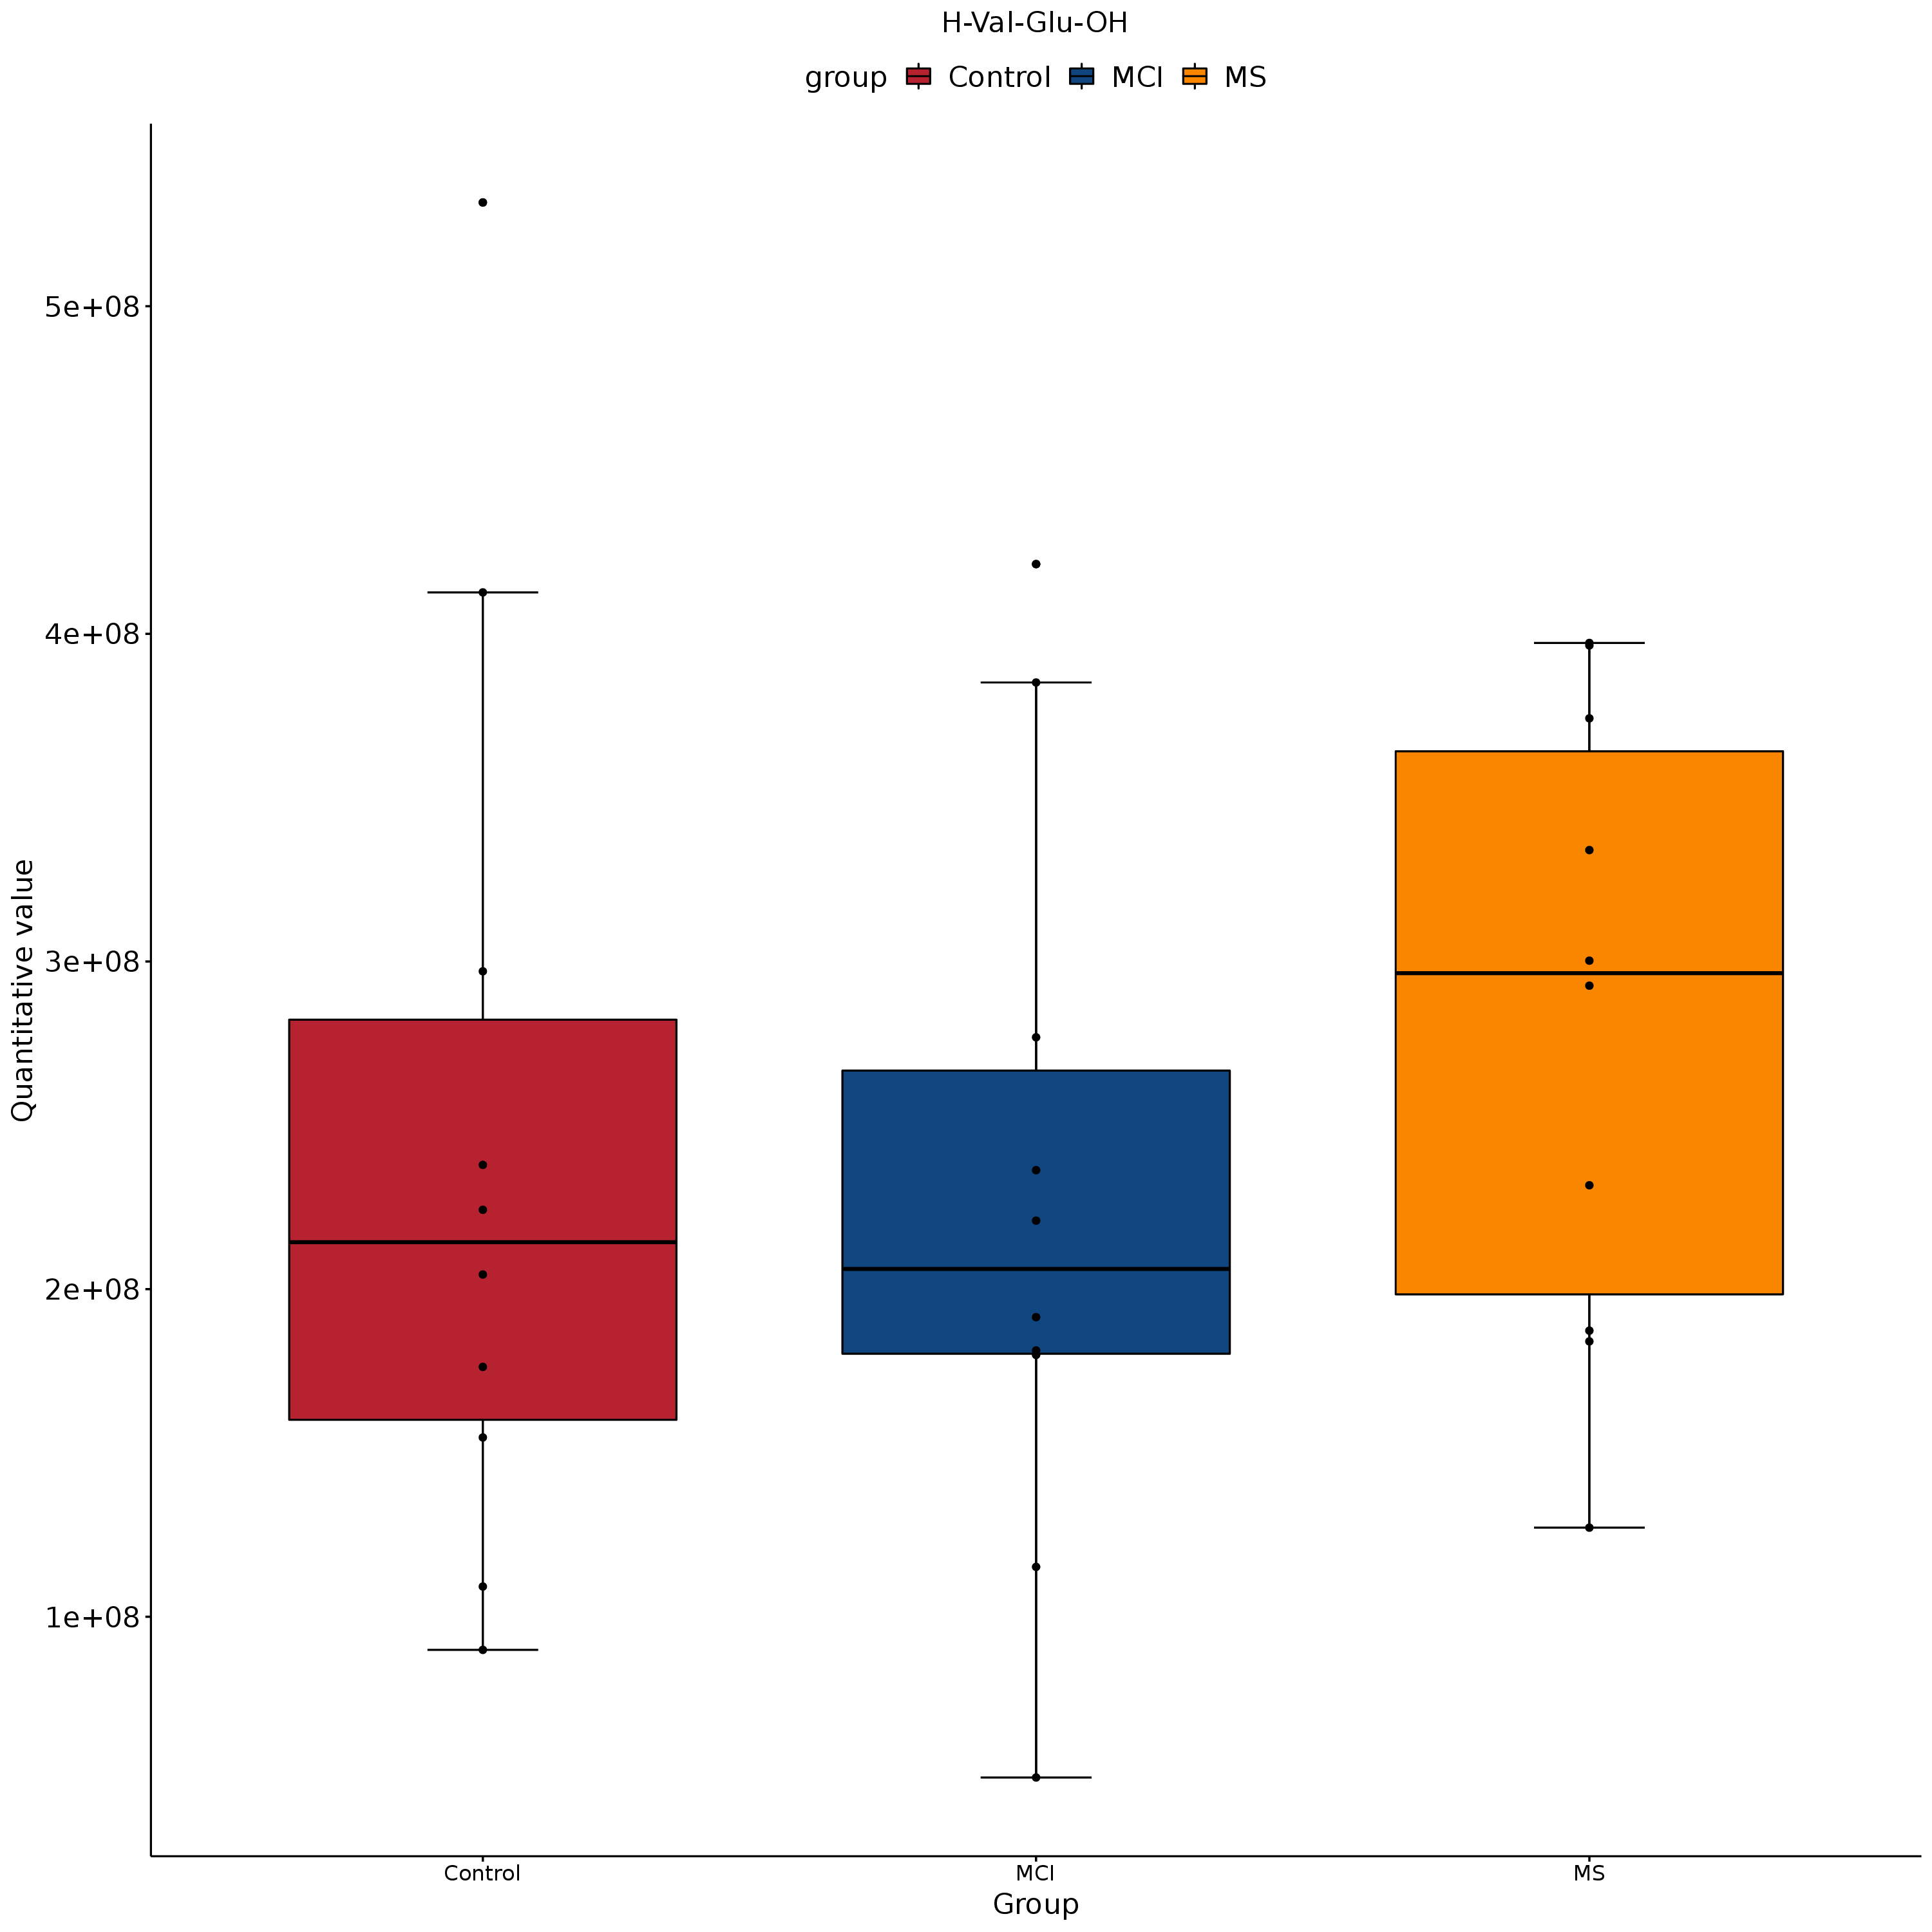 H-Val-Glu-OH
group Control MCI MS
Quantitative value
5e+08
4e+08
3e+08
2e+08
1e+08
Control MCI MS
Group